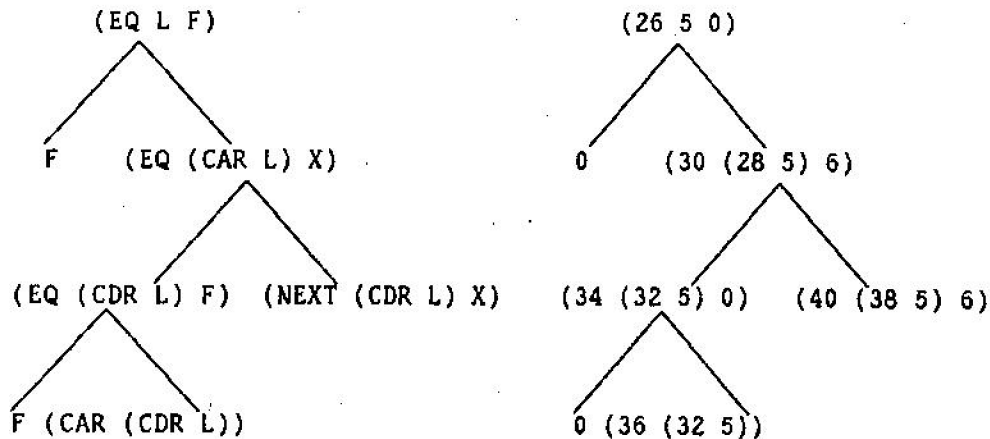 (EQ L F) (26 5 0)
F (EQ (CAR L) X) 0 (30 (28 5) 6)
(EQ (CDR L) F) (NEXT (CDR L) X) (34 (32 5) 0) (40 (38 5) 6)
F (CAR (CDR L)) 0 (36 (32 5))